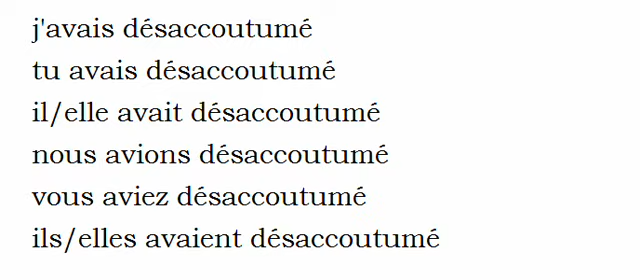 j'avais désaccoutumé
tu avais désaccoutumé
il/elle avait désaccoutumé
nous avions désaccoutumé
vous aviez désaccoutumé
ils/elles avaient désaccoutumé